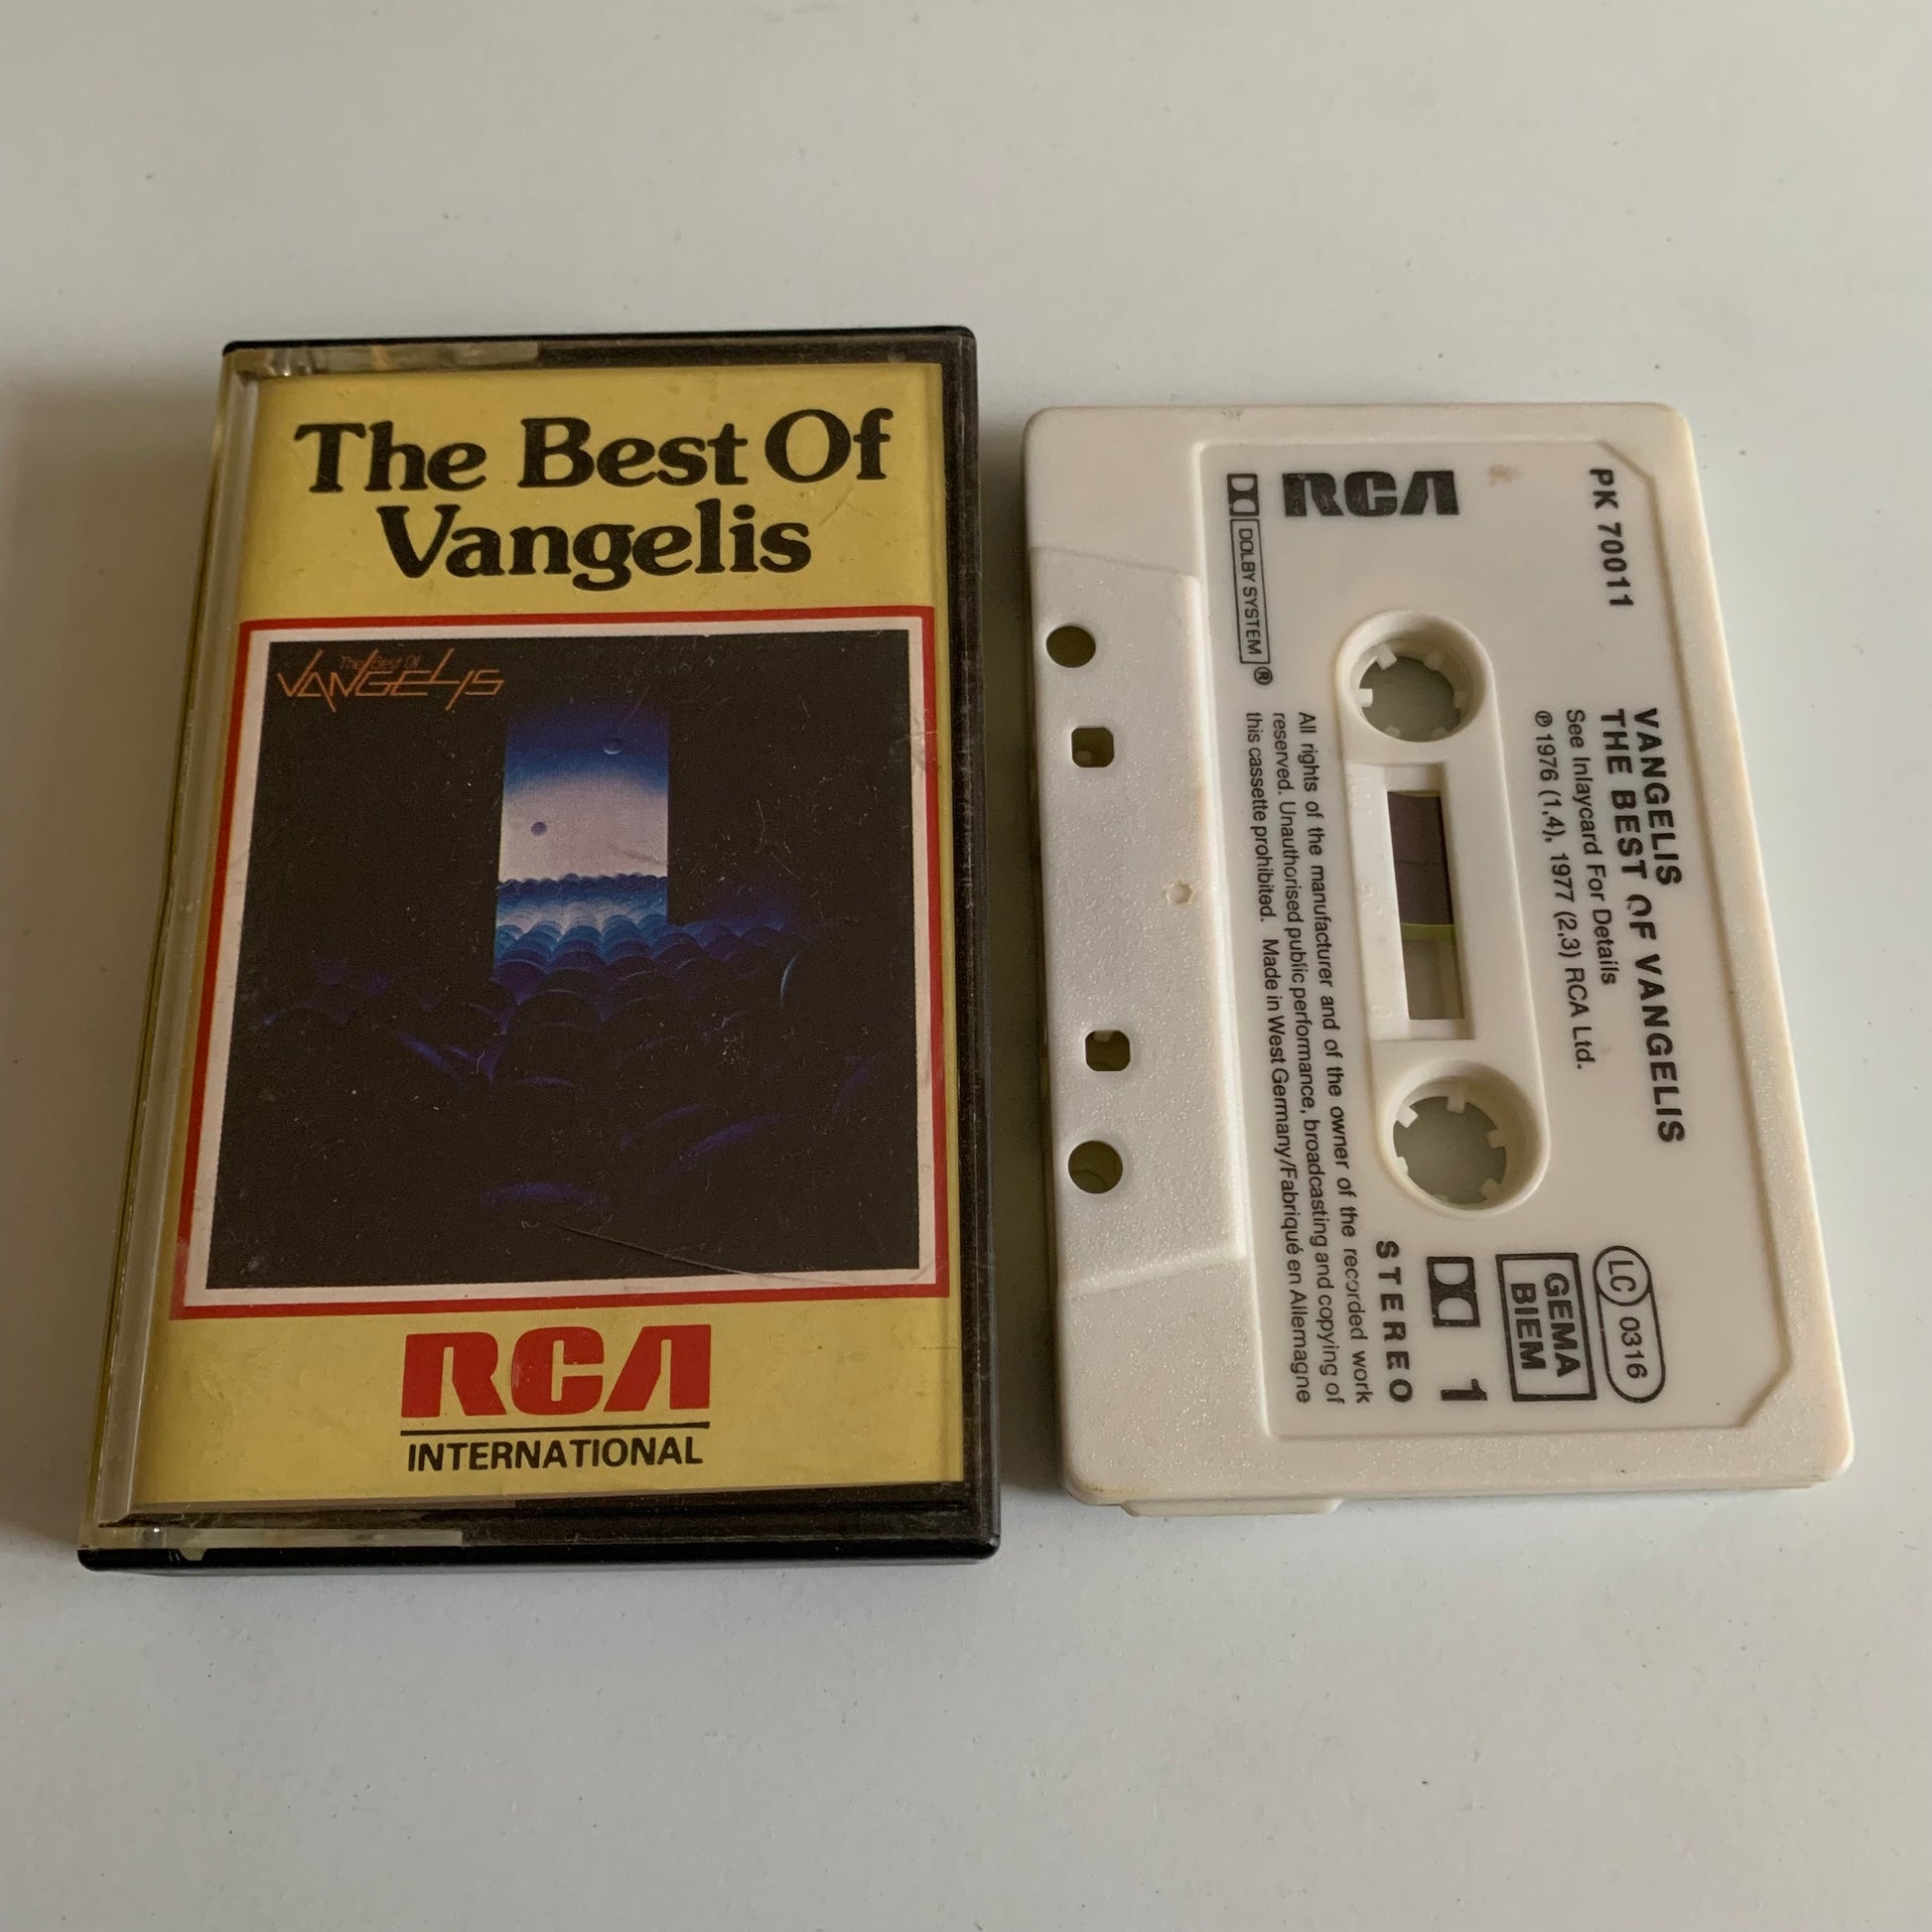 The Best Of
Vangelis
The Best Of
VANGELIS
RCA
INTERNATIONAL
PK 70011
VANGELIS
THE BEST OF VANGELIS
See Inlaycard For Details
℗ 1976 (1,4), 1977 (2,3) RCA Ltd.
RCA
DOLBY SYSTEM ®
LC 0316
GEMA
BIEM
1
STEREO
All rights of the manufacturer and of the owner of the recorded work
reserved. Unauthorised public performance, broadcasting and copying of
this cassette prohibited. Made in West Germany/Fabriqué en Allemagne